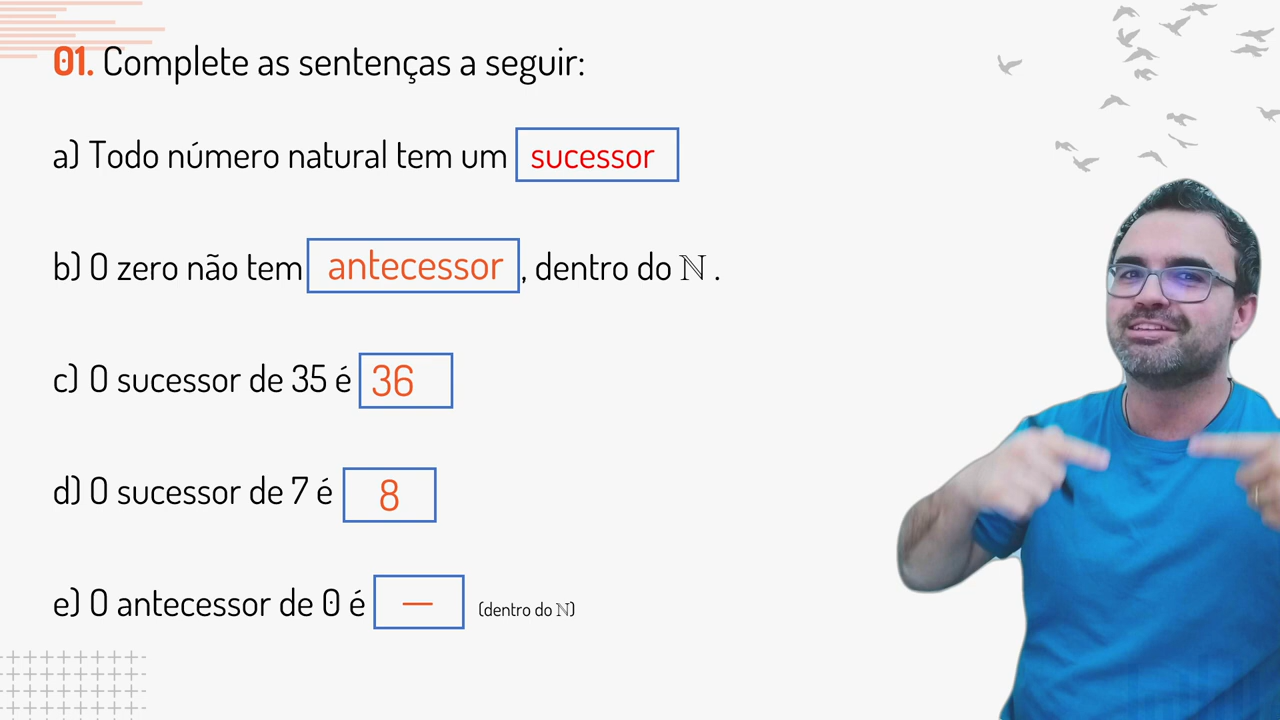 01. Complete as sentenças a seguir:
a) Todo número natural tem um sucessor
b) O zero não tem antecessor, dentro do ℕ.
c) O sucessor de 35 é 36
d) O sucessor de 7 é 8
e) O antecessor de 0 é — (dentro do ℕ)